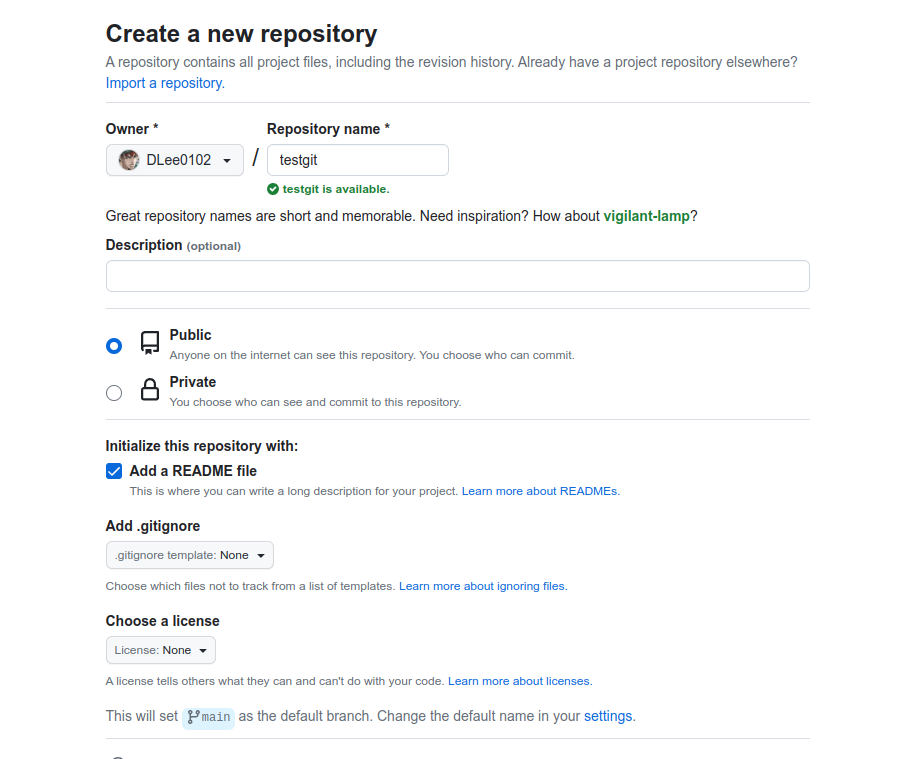 Create a new repository
A repository contains all project files, including the revision history. Already have a project repository elsewhere?
Import a repository.
Owner * Repository name *
DLee0102 / testgit
testgit is available.
Great repository names are short and memorable. Need inspiration? How about vigilant-lamp?
Description (optional)
Public
Anyone on the internet can see this repository. You choose who can commit.
Private
You choose who can see and commit to this repository.
Initialize this repository with:
Add a README file
This is where you can write a long description for your project. Learn more about READMEs.
Add .gitignore
.gitignore template: None
Choose which files not to track from a list of templates. Learn more about ignoring files.
Choose a license
License: None
A license tells others what they can and can't do with your code. Learn more about licenses.
This will set main as the default branch. Change the default name in your settings.